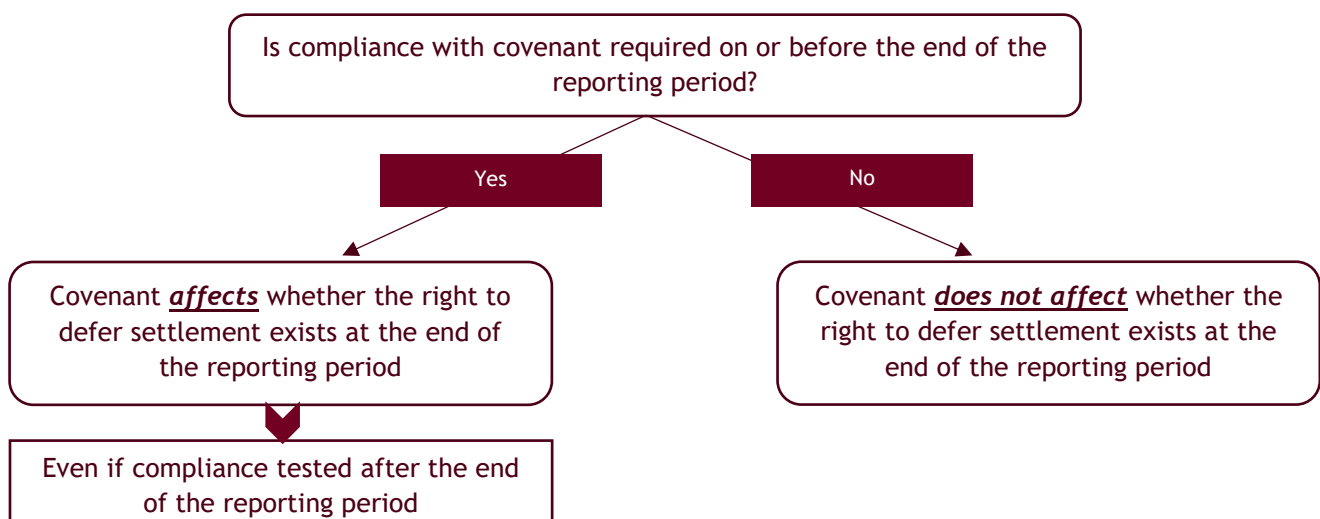 Is compliance with covenant required on or before the end of the
reporting period?
Yes
No
Covenant affects whether the right to
defer settlement exists at the end of
the reporting period
Covenant does not affect whether the
right to defer settlement exists at the
end of the reporting period
Even if compliance tested after the end
of the reporting period